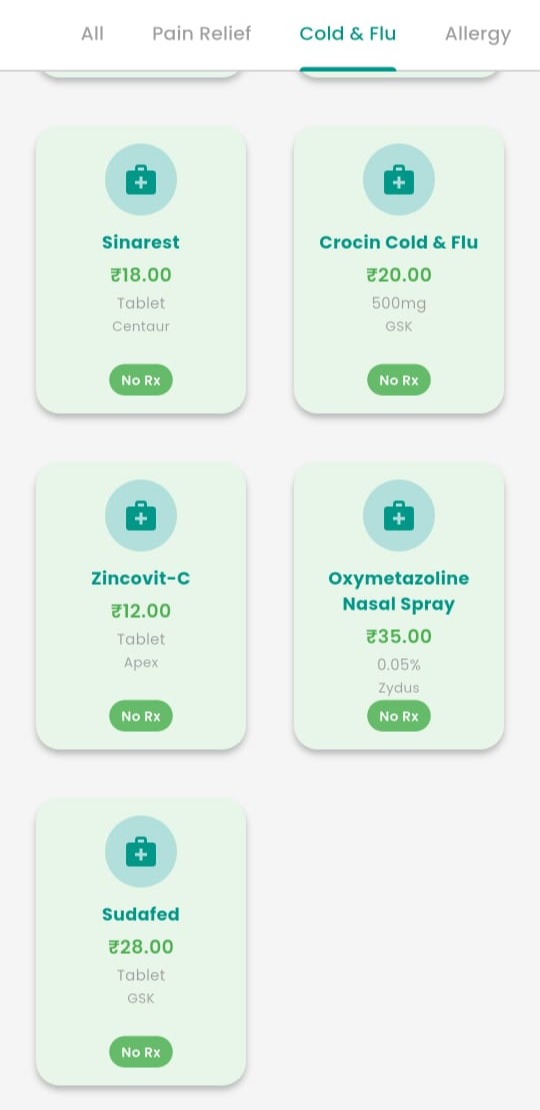 All
Pain Relief
Cold & Flu
Allergy
Sinarest
₹18.00
Tablet
Centaur
No Rx
Crocin Cold & Flu
₹20.00
500mg
GSK
No Rx
Zincovit-C
₹12.00
Tablet
Apex
No Rx
Oxymetazoline
Nasal Spray
₹35.00
0.05%
Zydus
No Rx
Sudafed
₹28.00
Tablet
GSK
No Rx